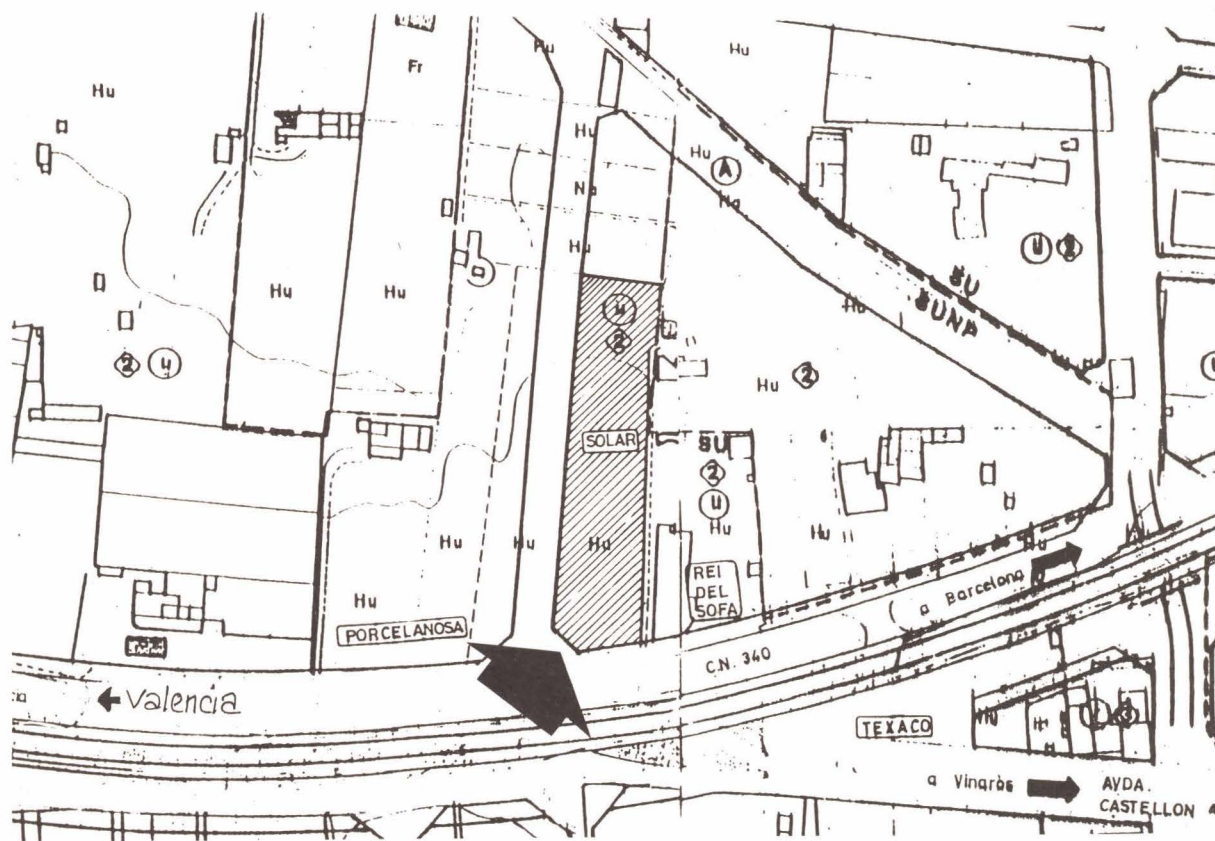 Hu
Fr
Hu
Hu
Hu
A
Hu
Hu
Hu
U 2
SU
SUNA
Hu
Hu
Hu
U
2
2 U
Hu
2
SOLAR
SU
2
U
Hu
Hu
Hu
Hu
Hu
Hu
Hu
REI
DEL
SOFA
PORCELANOSA
a Barcelona
C.N. 340
← Valencia
TEXACO
Hu
a Vinaròs
AVDA.
CASTELLON